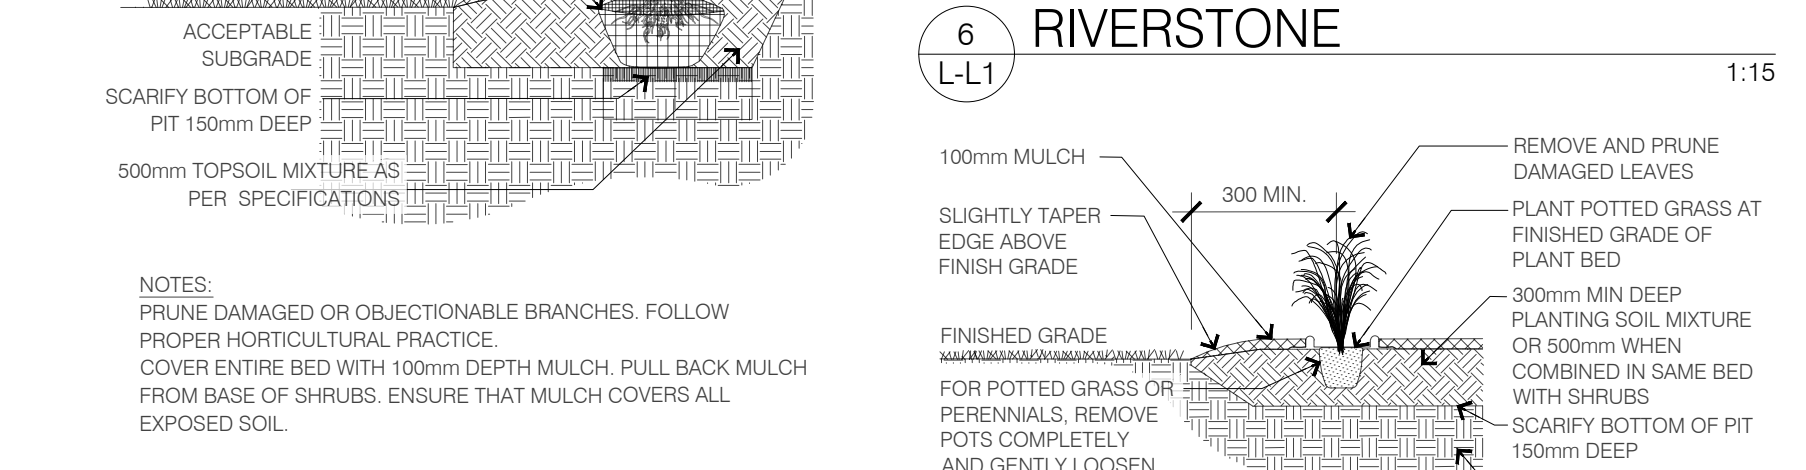 ACCEPTABLE
SUBGRADE
SCARIFY BOTTOM OF
PIT 150mm DEEP
500mm TOPSOIL MIXTURE AS
PER SPECIFICATIONS
NOTES:
PRUNE DAMAGED OR OBJECTIONABLE BRANCHES. FOLLOW
PROPER HORTICULTURAL PRACTICE.
COVER ENTIRE BED WITH 100mm DEPTH MULCH. PULL BACK MULCH
FROM BASE OF SHRUBS. ENSURE THAT MULCH COVERS ALL
EXPOSED SOIL.
6
L-L1
RIVERSTONE
1:15
100mm MULCH
SLIGHTLY TAPER
EDGE ABOVE
FINISH GRADE
FINISHED GRADE
FOR POTTED GRASS OR
PERENNIALS, REMOVE
POTS COMPLETELY
AND GENTLY LOOSEN
300 MIN.
REMOVE AND PRUNE
DAMAGED LEAVES
PLANT POTTED GRASS AT
FINISHED GRADE OF
PLANT BED
300mm MIN DEEP
PLANTING SOIL MIXTURE
OR 500mm WHEN
COMBINED IN SAME BED
WITH SHRUBS
SCARIFY BOTTOM OF PIT
150mm DEEP